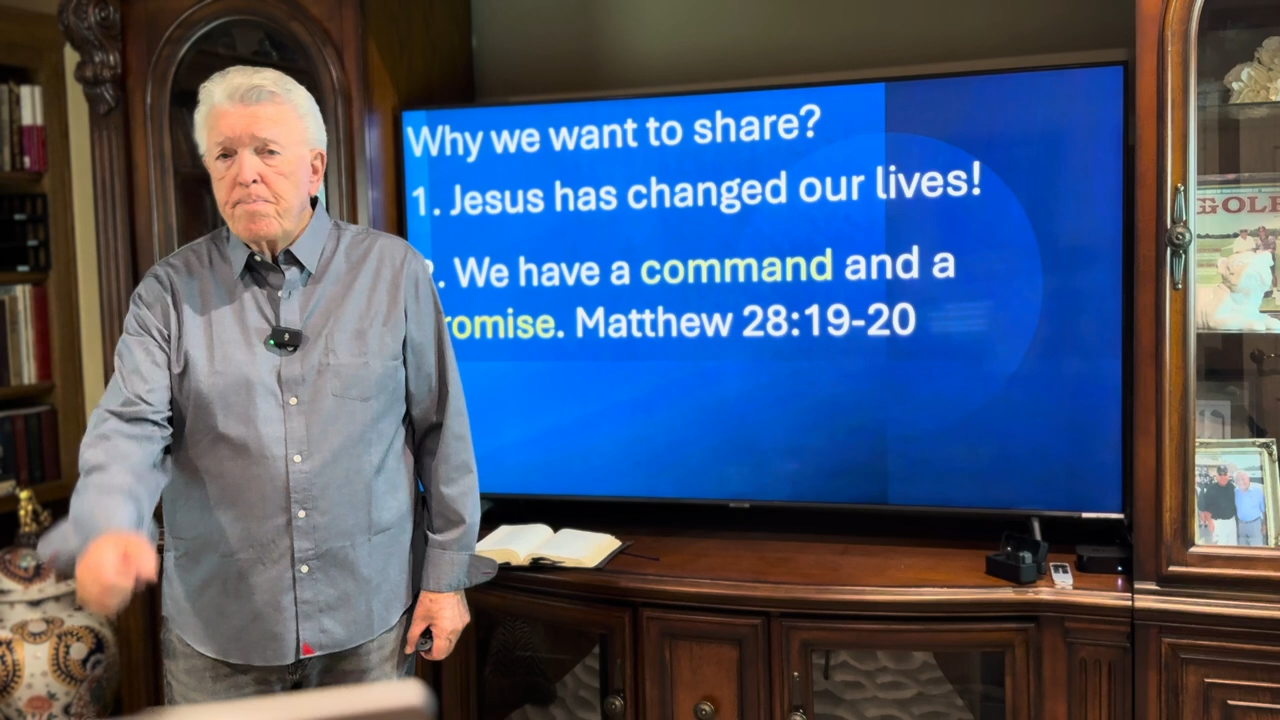 Why we want to share?
1. Jesus has changed our lives!
. We have a command and a
romise. Matthew 28:19-20
GOLF